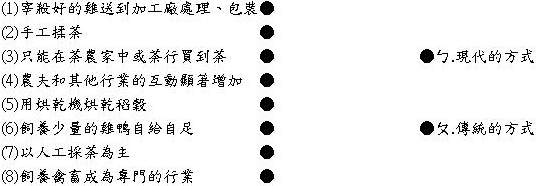 (1)宰殺好的雞送到加工廠處理、包裝●
(2)手工揉茶●
(3)只能在茶農家中或茶行買到茶● ●ㄅ.現代的方式
(4)農夫和其他行業的互動顯著增加●
(5)用烘乾機烘乾稻穀●
(6)飼養少量的雞鴨自給自足● ●ㄆ.傳統的方式
(7)以人工採茶為主●
(8)飼養禽畜成為專門的行業●